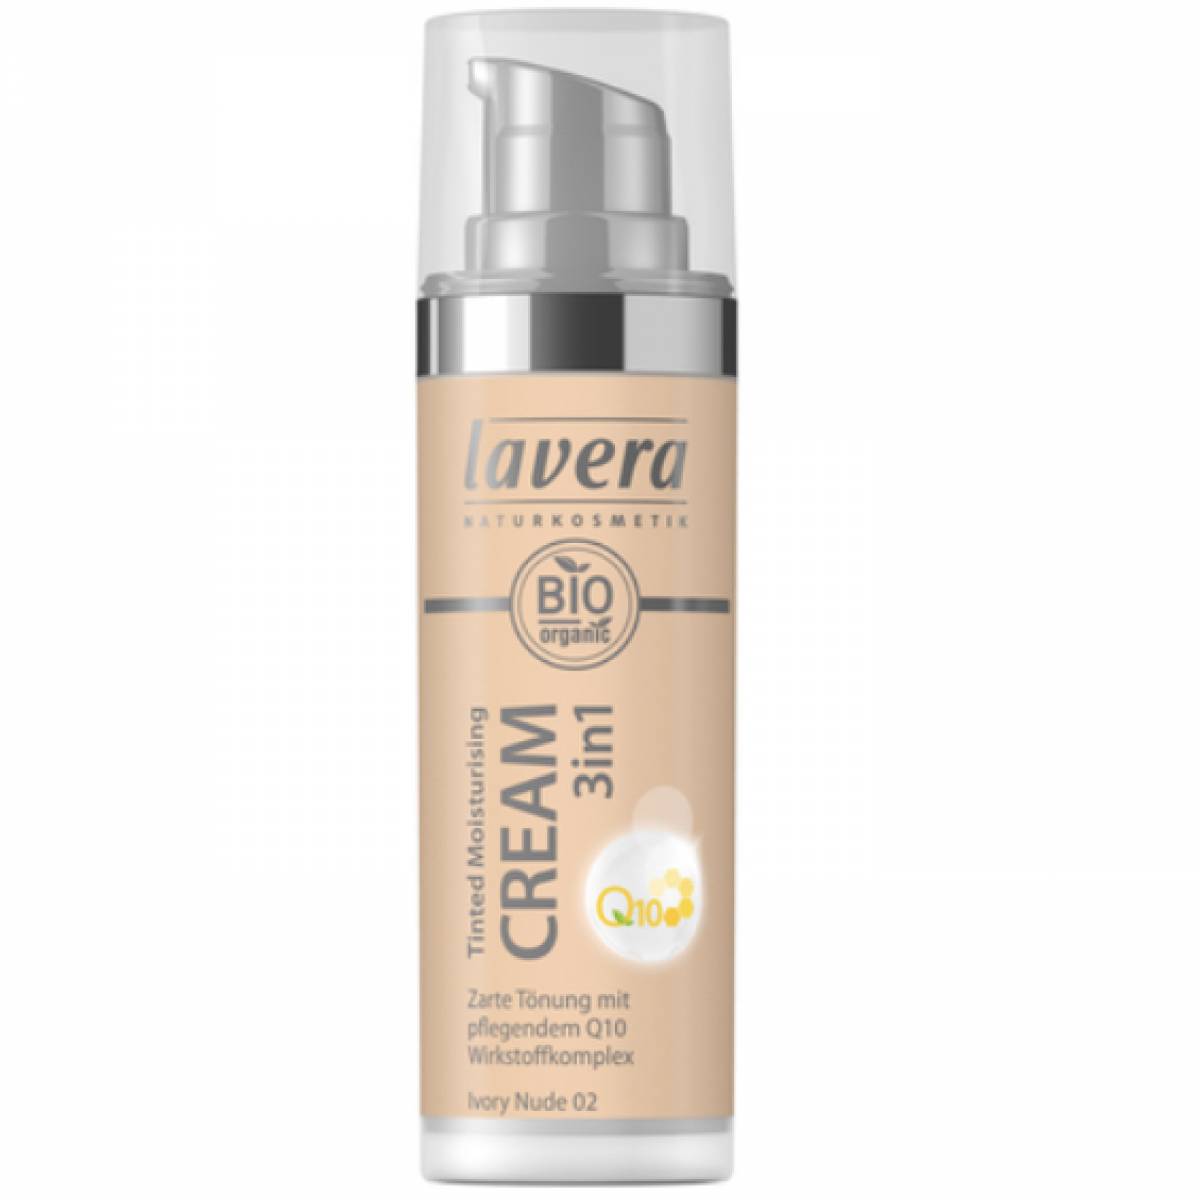 lavera
NATURKOSMETIK
BIO
organic
Tinted Moisturising
CREAM
3in1
Q10
Zarte Tönung mit
pflegendem Q10
Wirkstoffkomplex
Ivory Nude 02